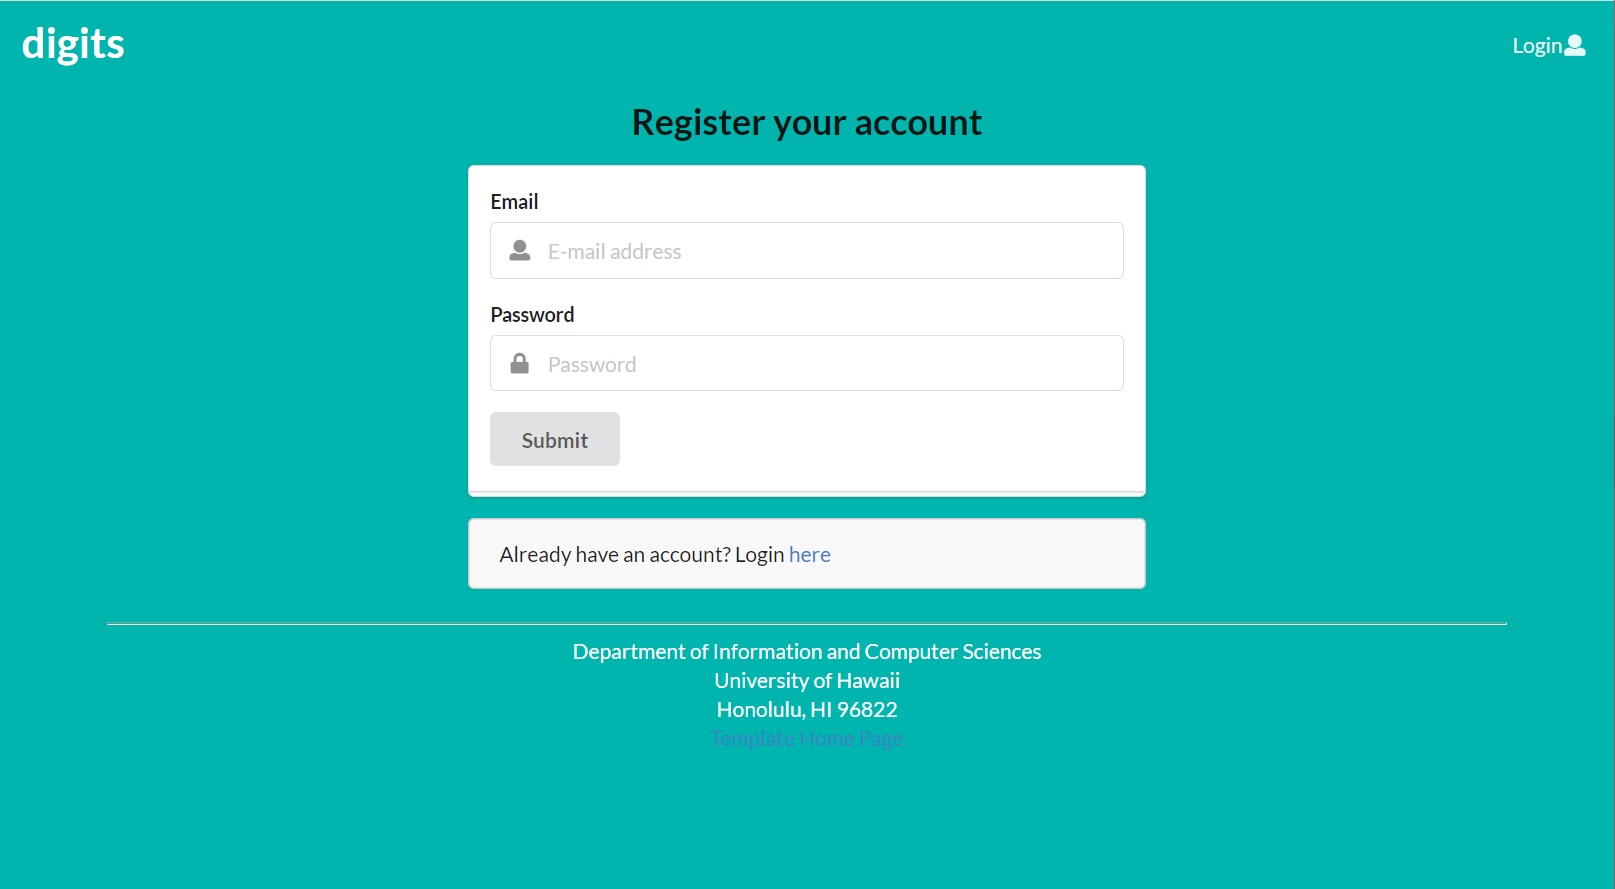 digits
Login
Register your account
Email
E-mail address
Password
Password
Submit
Already have an account? Login here
Department of Information and Computer Sciences
University of Hawaii
Honolulu, HI 96822
Template Home Page